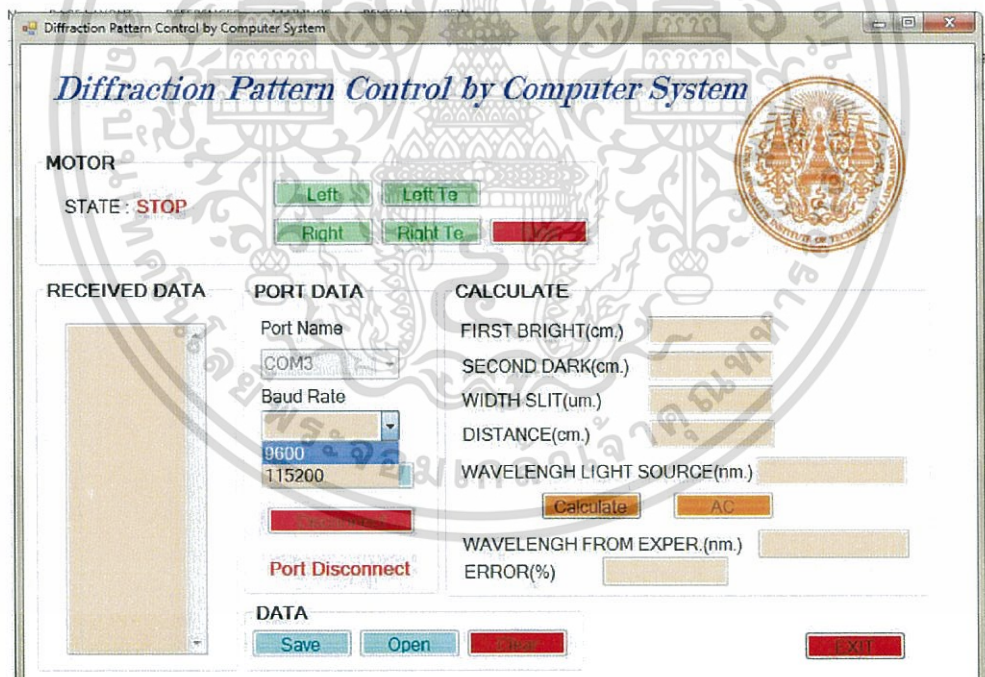 Diffraction Pattern Control by Computer System
Diffraction Pattern Control by Computer System
MOTOR
STATE : STOP
Left
Left Te
Right
Right Te
RECEIVED DATA
PORT DATA
Port Name
COM3
Baud Rate
9600
115200
Port Disconnect
CALCULATE
FIRST BRIGHT(cm.)
SECOND DARK(cm.)
WIDTH SLIT(um.)
DISTANCE(cm.)
WAVELENGH LIGHT SOURCE(nm.)
Calculate
AC
WAVELENGH FROM EXPER.(nm.)
ERROR(%)
DATA
Save
Open
Clear
EXIT